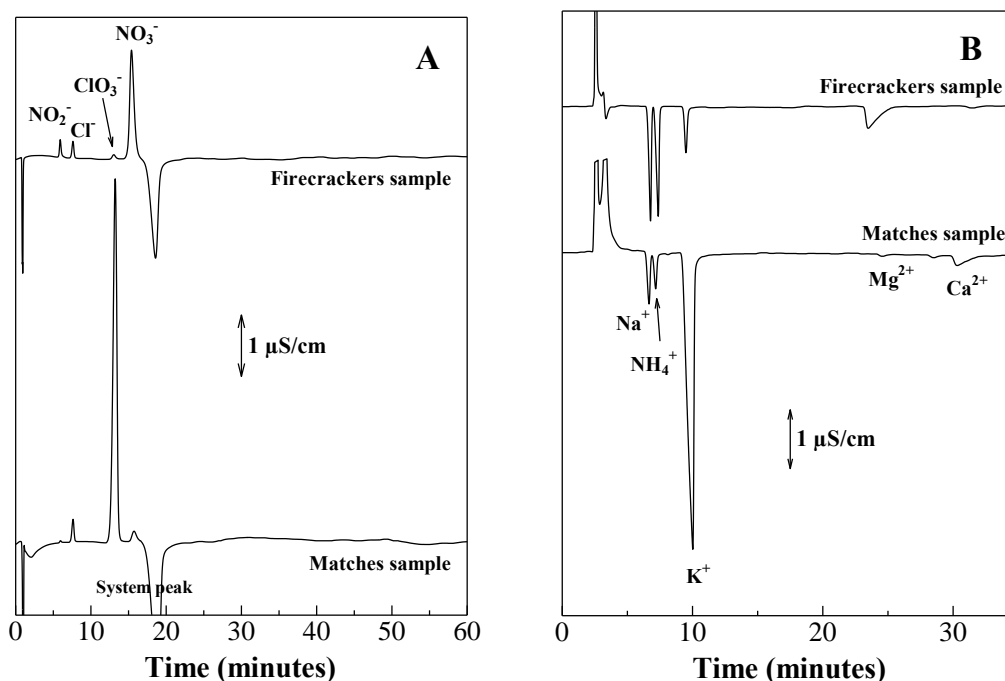 A
NO₃⁻
ClO₃⁻
NO₂⁻
Cl⁻
Firecrackers sample
1 µS/cm
Matches sample
System peak
0 10 20 30 40 50 60
Time (minutes)
B
Firecrackers sample
Matches sample
Mg²⁺
Ca²⁺
Na⁺
NH₄⁺
1 µS/cm
K⁺
0 10 20 30
Time (minutes)